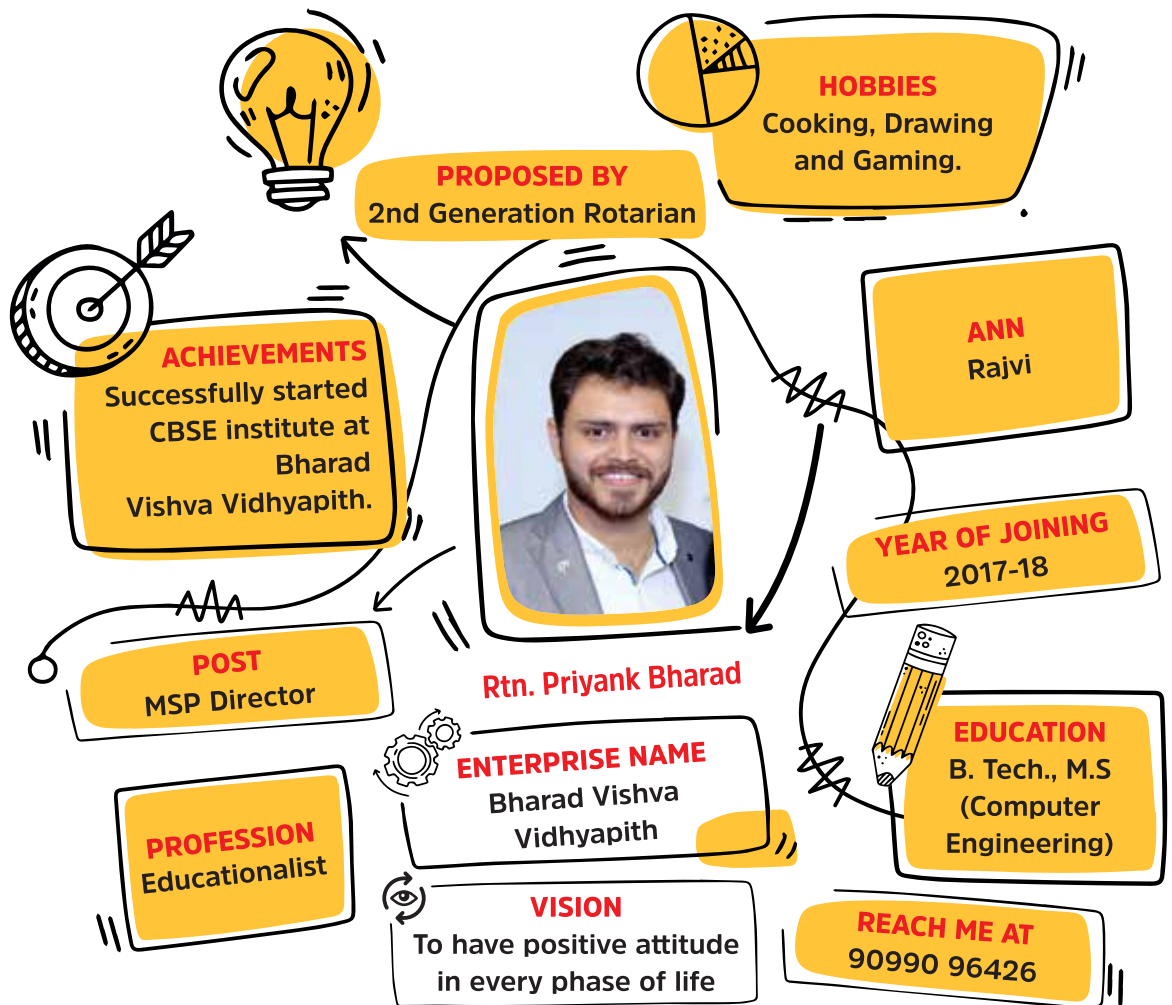 HOBBIES
Cooking, Drawing
and Gaming.
PROPOSED BY
2nd Generation Rotarian
ACHIEVEMENTS
Successfully started
CBSE institute at
Bharad
Vishva Vidhyapith.
ANN
Rajvi
YEAR OF JOINING
2017-18
POST
MSP Director
Rtn. Priyank Bharad
ENTERPRISE NAME
Bharad Vishva
Vidhyapith
EDUCATION
B. Tech., M.S
(Computer
Engineering)
PROFESSION
Educationalist
VISION
To have positive attitude
in every phase of life
REACH ME AT
90990 96426